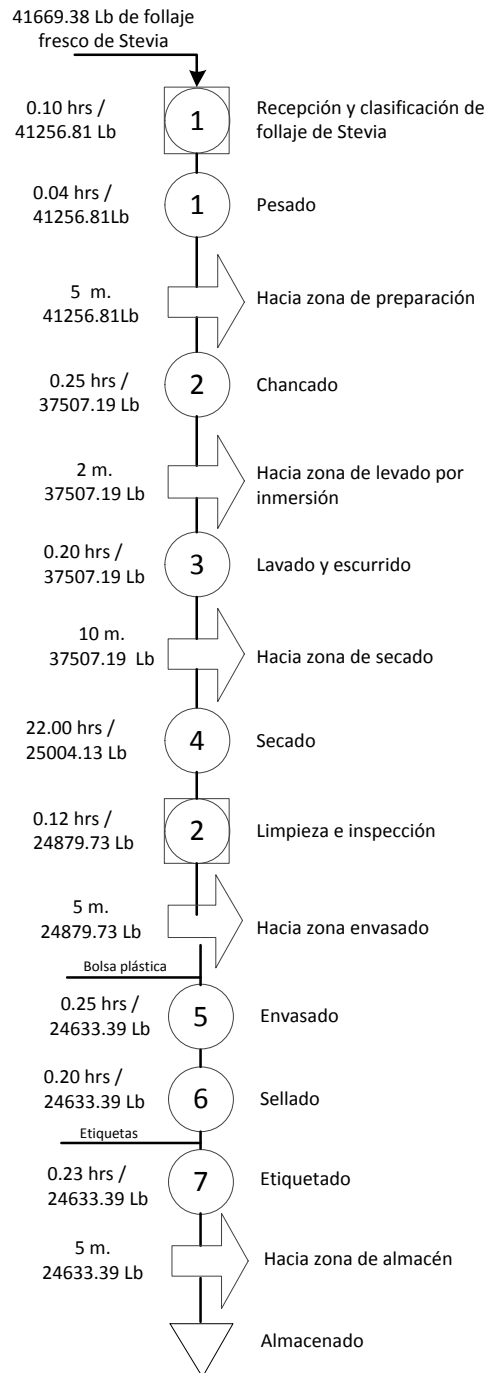 41669.38 Lb de follaje
fresco de Stevia
0.10 hrs /
41256.81 Lb
1
Recepción y clasificación de
follaje de Stevia
0.04 hrs /
41256.81Lb
1
Pesado
5 m.
41256.81Lb
Hacia zona de preparación
0.25 hrs /
37507.19 Lb
2
Chancado
2 m.
37507.19 Lb
Hacia zona de levado por
inmersión
0.20 hrs /
37507.19 Lb
3
Lavado y escurrido
10 m.
37507.19 Lb
Hacia zona de secado
22.00 hrs /
25004.13 Lb
4
Secado
0.12 hrs /
24879.73 Lb
2
Limpieza e inspección
5 m.
24879.73 Lb
Hacia zona envasado
Bolsa plástica
0.25 hrs /
24633.39 Lb
5
Envasado
0.20 hrs /
24633.39 Lb
6
Sellado
Etiquetas
0.23 hrs /
24633.39 Lb
7
Etiquetado
5 m.
24633.39 Lb
Hacia zona de almacén
Almacenado